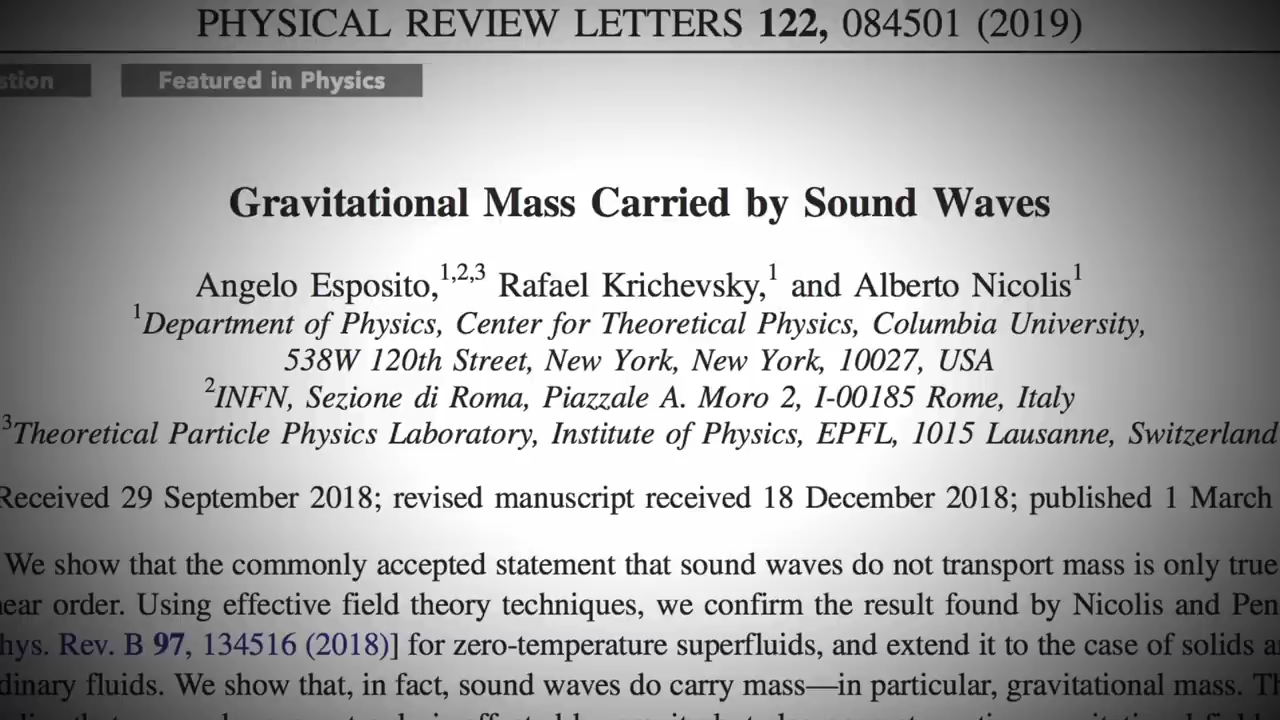 PHYSICAL REVIEW LETTERS 122, 084501 (2019)
stion Featured in Physics
Gravitational Mass Carried by Sound Waves
Angelo Esposito,1,2,3 Rafael Krichevsky,1 and Alberto Nicolis1
1Department of Physics, Center for Theoretical Physics, Columbia University,
538W 120th Street, New York, New York, 10027, USA
2INFN, Sezione di Roma, Piazzale A. Moro 2, I-00185 Rome, Italy
3Theoretical Particle Physics Laboratory, Institute of Physics, EPFL, 1015 Lausanne, Switzerland
Received 29 September 2018; revised manuscript received 18 December 2018; published 1 March
We show that the commonly accepted statement that sound waves do not transport mass is only true
near order. Using effective field theory techniques, we confirm the result found by Nicolis and Pen
hys. Rev. B 97, 134516 (2018)] for zero-temperature superfluids, and extend it to the case of solids a
dinary fluids. We show that, in fact, sound waves do carry mass—in particular, gravitational mass. Th